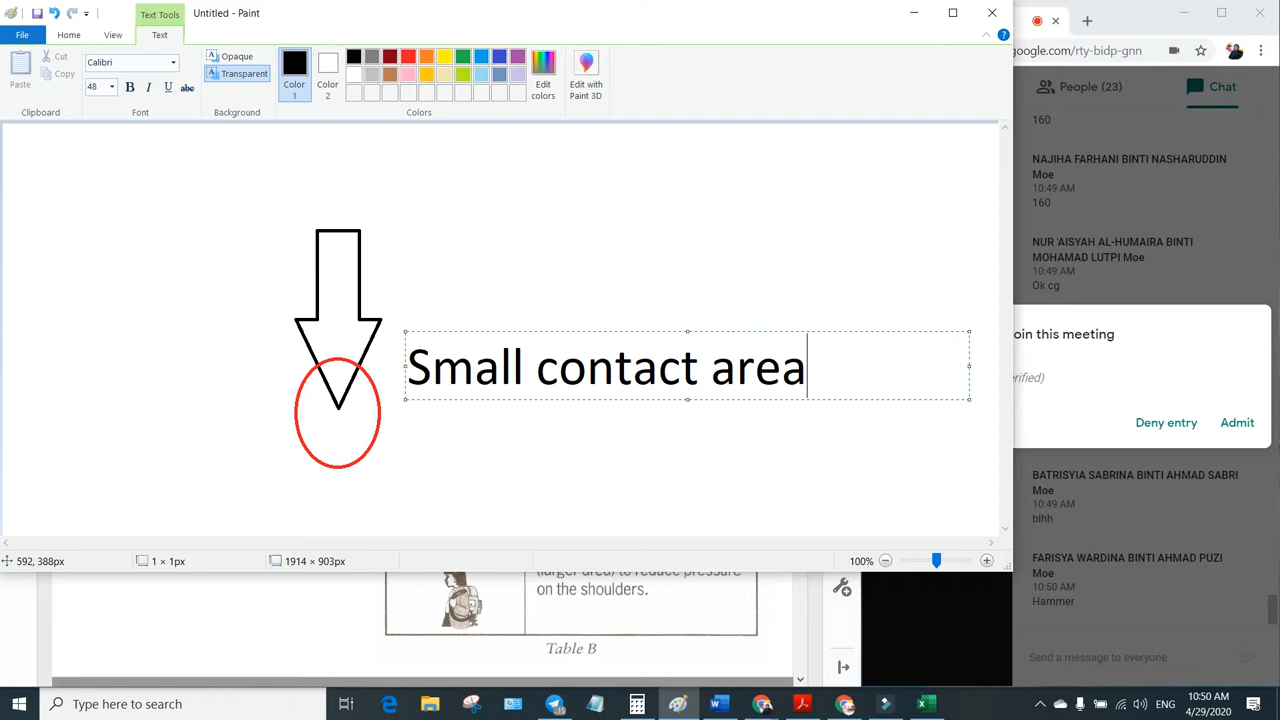 Text Tools
Untitled - Paint
File
Home
View
Text
?
Paste
Cut
Copy
Clipboard
Calibri
48
B I U abc
Font
Opaque
Transparent
Background
Color
1
Color
2
Edit
colors
Edit with
Paint 3D
Colors
Small contact area
592, 388px
1 × 1px
1914 × 903px
100%
(larger area) to reduce pressure
on the shoulders.
Table B
google.com/rty-bidp-gnn
People (23)
Chat
160
NAJIHA FARHANI BINTI NASHARUDDIN
Moe
10:49 AM
160
NUR 'AISYAH AL-HUMAIRA BINTI
MOHAMAD LUTPI Moe
10:49 AM
Ok cg
oin this meeting
erified)
Deny entry
Admit
BATRISYIA SABRINA BINTI AHMAD SABRI
Moe
10:49 AM
blhh
FARISYA WARDINA BINTI AHMAD PUZI
Moe
10:50 AM
Hammer
Send a message to everyone
Type here to search
ENG
10:50 AM
4/29/2020